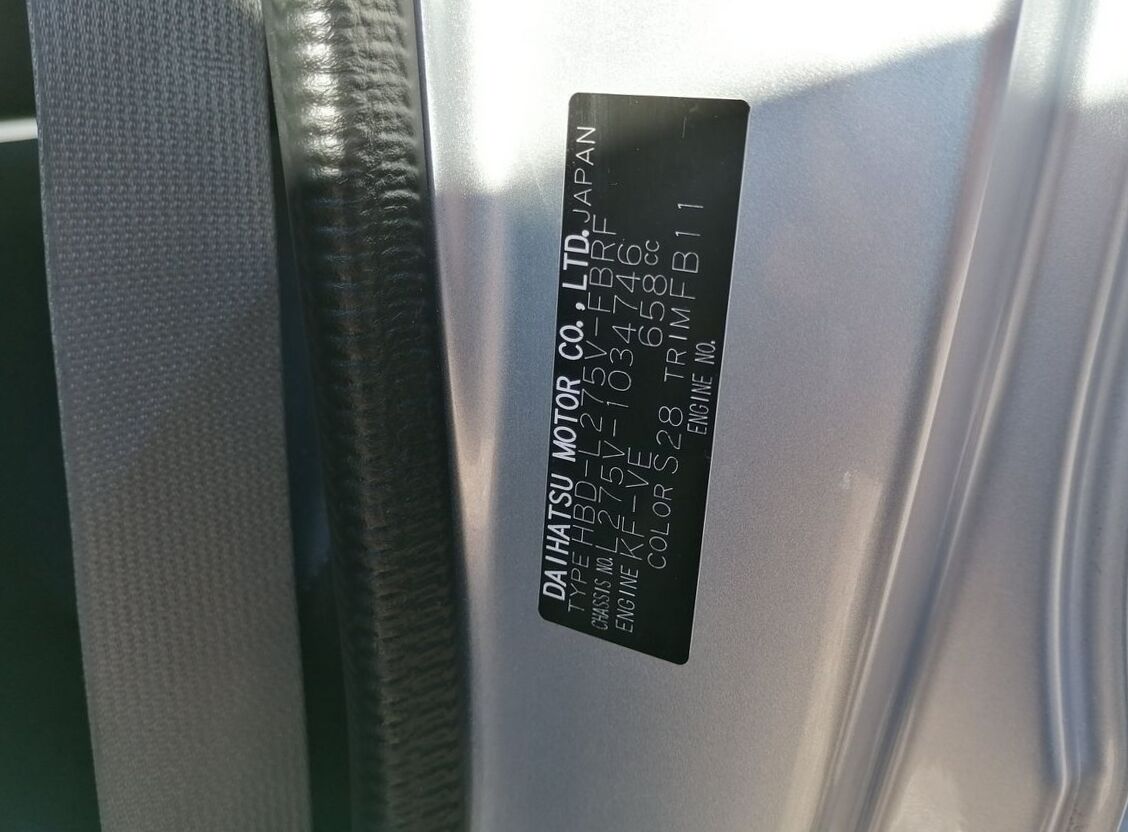 DAIHATSU MOTOR CO., LTD. JAPAN
TYPE HBD-L275V-FBRF
CHASSIS NO. L275V-1034746
ENGINE KF-VE 658cc
COLOR S28 TRIM FB11
ENGINE NO.